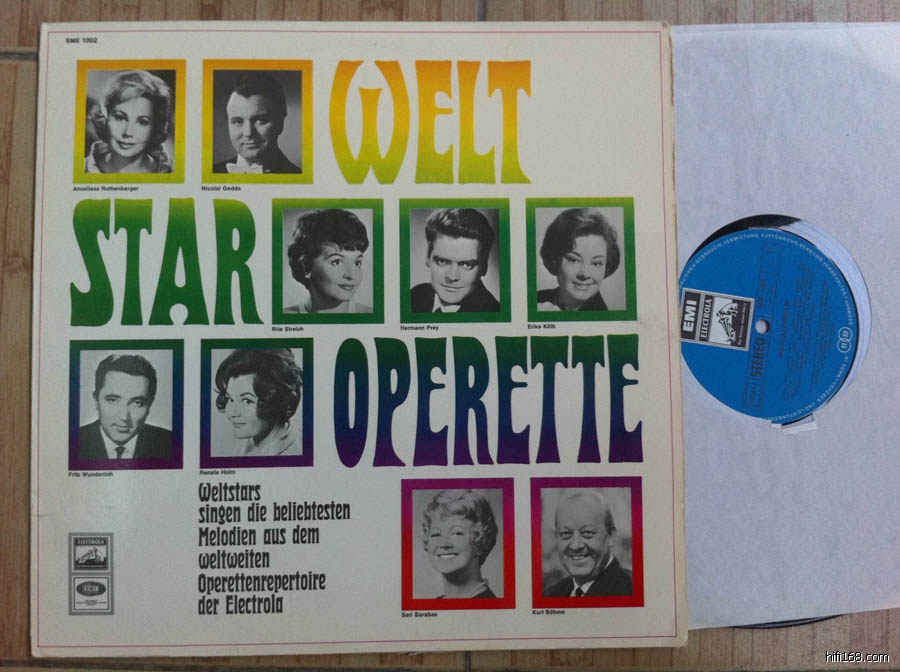 SME 1002
WELT
Anneliese Rothenberger
Nicolai Gedda
STAR
Rita Streich
Hermann Prey
Erika Köth
OPERETTE
Fritz Wunderlich
Renate Holm
Weltstars
singen die beliebtesten
Melodien aus dem
weltweiten
Operettenrepertoire
der Electrola
Sari Barabas
Kurt Böhme
ELECTROLA
EMI
EMI
ELECTROLA
STEREO
33
hifi168.com